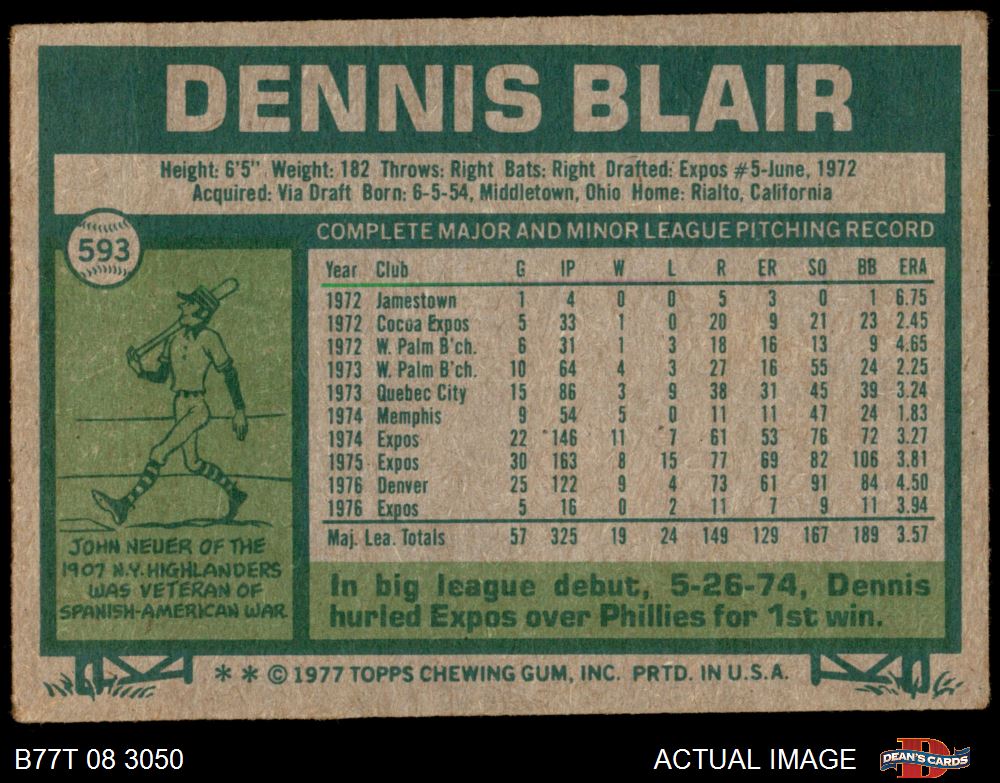 DENNIS BLAIR
Height: 6'5" Weight: 182 Throws: Right Bats: Right Drafted: Expos #5-June, 1972
Acquired: Via Draft Born: 6-5-54, Middletown, Ohio Home: Rialto, California
593
COMPLETE MAJOR AND MINOR LEAGUE PITCHING RECORD
Year Club G IP W L R ER SO BB ERA
1972 Jamestown 1 4 0 0 5 3 0 1 6.75
1972 Cocoa Expos 5 33 1 0 20 9 21 23 2.45
1972 W. Palm B'ch. 6 31 1 3 18 16 13 9 4.65
1973 W. Palm B'ch. 10 64 4 3 27 16 55 24 2.25
1973 Quebec City 15 86 3 9 38 31 45 39 3.24
1974 Memphis 9 54 5 0 11 11 47 24 1.83
1974 Expos 22 146 11 7 61 53 76 72 3.27
1975 Expos 30 163 8 15 77 69 82 106 3.81
1976 Denver 25 122 9 4 73 61 91 84 4.50
1976 Expos 5 16 0 2 11 7 9 11 3.94
Maj. Lea. Totals 57 325 19 24 149 129 167 189 3.57
JOHN NEUER OF THE
1907 N.Y. HIGHLANDERS
WAS VETERAN OF
SPANISH-AMERICAN WAR
In big league debut, 5-26-74, Dennis
hurled Expos over Phillies for 1st win.
* * © 1977 TOPPS CHEWING GUM, INC. PRTD. IN U.S.A.
B77T 08 3050
ACTUAL IMAGE
DEAN'S CARDS